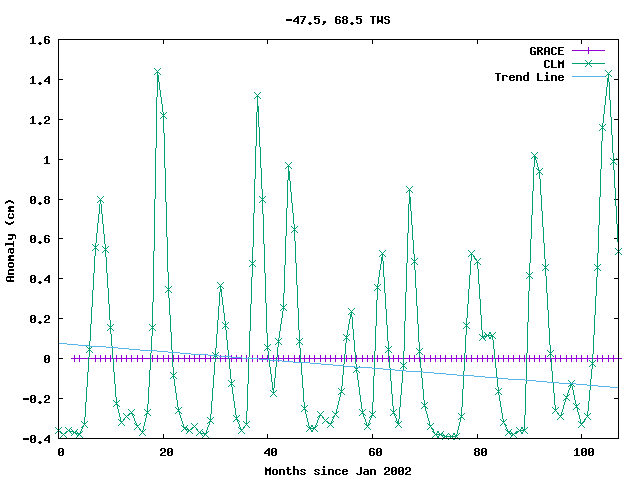 -47.5, 68.5 TWS
GRACE
CLM
Trend Line
1.6
1.4
1.2
1
0.8
0.6
0.4
0.2
0
-0.2
-0.4
Anomaly (cm)
0 20 40 60 80 100
Months since Jan 2002